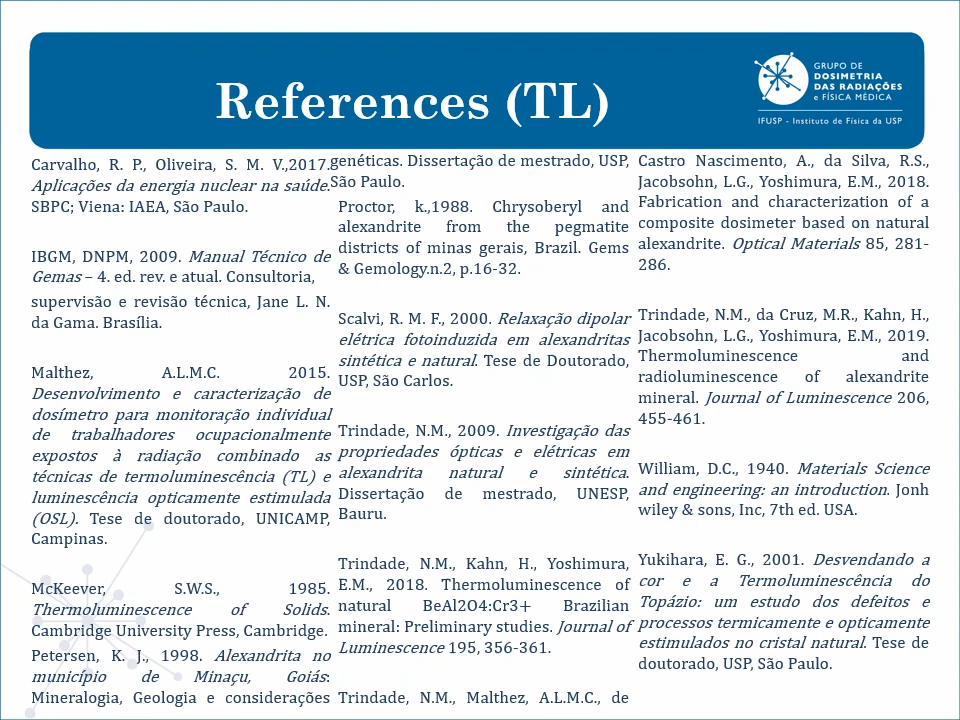 References (TL)
GRUPO DE
DOSIMETRIA
DAS RADIAÇÕES
e FÍSICA MÉDICA
IFUSP - Instituto de Física da USP
Carvalho, R. P., Oliveira, S. M. V.,2017.
Aplicações da energia nuclear na saúde.
SBPC; Viena: IAEA, São Paulo.
IBGM, DNPM, 2009. Manual Técnico de
Gemas – 4. ed. rev. e atual. Consultoria,
supervisão e revisão técnica, Jane L. N.
da Gama. Brasília.
Malthez, A.L.M.C. 2015.
Desenvolvimento e caracterização de
dosímetro para monitoração individual
de trabalhadores ocupacionalmente
expostos à radiação combinado as
técnicas de termoluminescência (TL) e
luminescência opticamente estimulada
(OSL). Tese de doutorado, UNICAMP,
Campinas.
McKeever, S.W.S., 1985.
Thermoluminescence of Solids.
Cambridge University Press, Cambridge.
Petersen, K. J., 1998. Alexandrita no
município de Minaçu, Goiás:
Mineralogia, Geologia e considerações
genéticas. Dissertação de mestrado, USP,
São Paulo.
Proctor, k.,1988. Chrysoberyl and
alexandrite from the pegmatite
districts of minas gerais, Brazil. Gems
& Gemology.n.2, p.16-32.
Scalvi, R. M. F., 2000. Relaxação dipolar
elétrica fotoinduzida em alexandritas
sintética e natural. Tese de Doutorado,
USP, São Carlos.
Trindade, N.M., 2009. Investigação das
propriedades ópticas e elétricas em
alexandrita natural e sintética.
Dissertação de mestrado, UNESP,
Bauru.
Trindade, N.M., Kahn, H., Yoshimura,
E.M., 2018. Thermoluminescence of
natural BeAl2O4:Cr3+ Brazilian
mineral: Preliminary studies. Journal of
Luminescence 195, 356-361.
Trindade, N.M., Malthez, A.L.M.C., de
Castro Nascimento, A., da Silva, R.S.,
Jacobsohn, L.G., Yoshimura, E.M., 2018.
Fabrication and characterization of a
composite dosimeter based on natural
alexandrite. Optical Materials 85, 281-
286.
Trindade, N.M., da Cruz, M.R., Kahn, H.,
Jacobsohn, L.G., Yoshimura, E.M., 2019.
Thermoluminescence and
radioluminescence of alexandrite
mineral. Journal of Luminescence 206,
455-461.
William, D.C., 1940. Materials Science
and engineering: an introduction. Jonh
wiley & sons, Inc, 7th ed. USA.
Yukihara, E. G., 2001. Desvendando a
cor e a Termoluminescência do
Topázio: um estudo dos defeitos e
processos termicamente e opticamente
estimulados no cristal natural. Tese de
doutorado, USP, São Paulo.